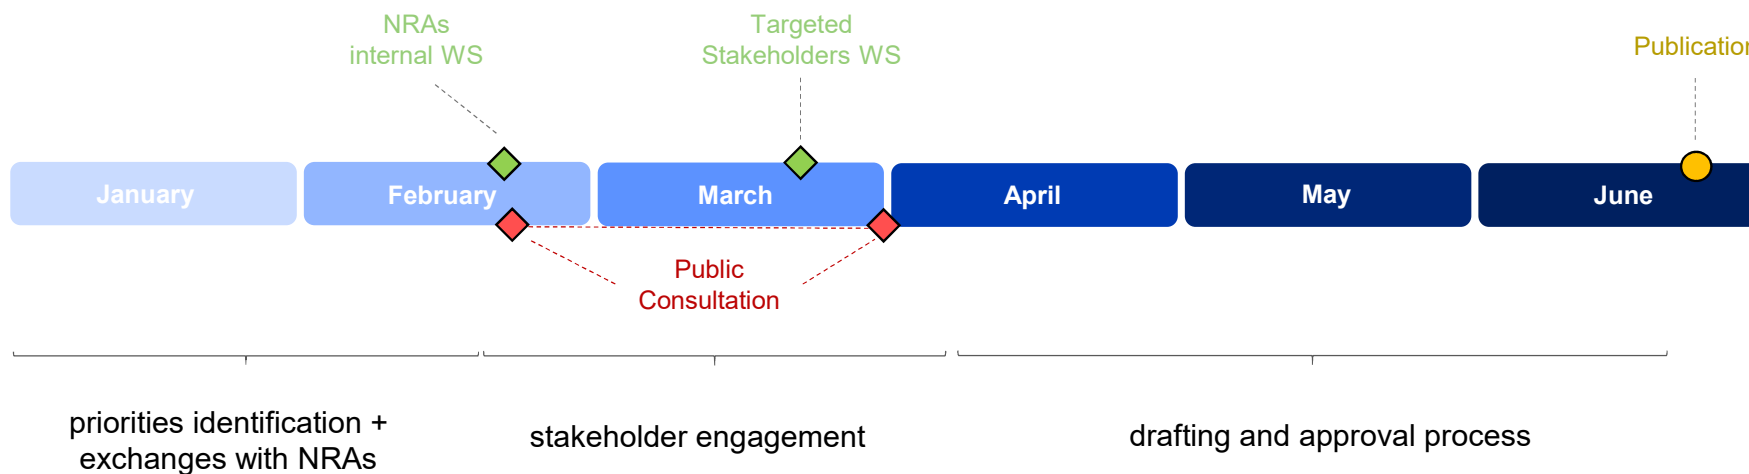 NRAs
internal WS
Targeted
Stakeholders WS
Publication
January
February
March
April
May
June
Public
Consultation
priorities identification +
exchanges with NRAs
stakeholder engagement
drafting and approval process